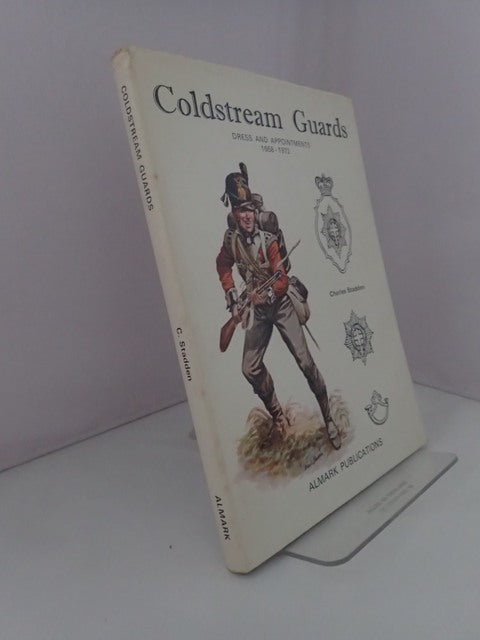 Coldstream Guards
DRESS AND APPOINTMENTS
1658-1972
Charles Stadden
ALMARK PUBLICATIONS
COLDSTREAM GUARDS
C. Stadden
ALMARK